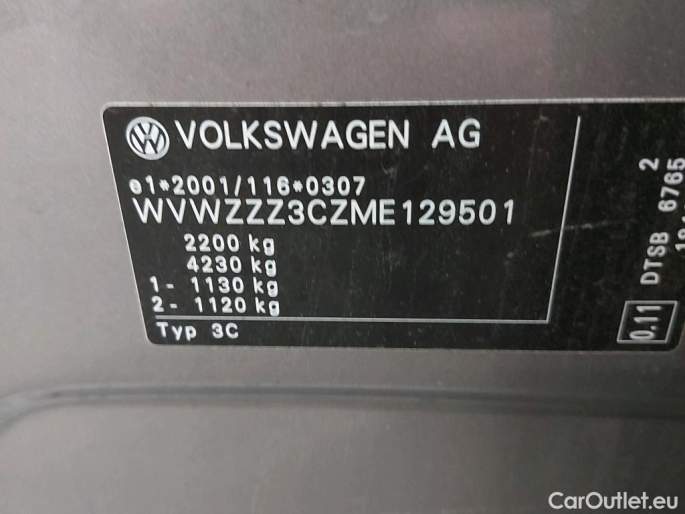 VOLKSWAGEN AG
e1*2001/116*0307
WVWZZZ3CZME129501
2200 kg
4230 kg
1- 1130 kg
2- 1120 kg
Typ 3C
0.11
DTSB 6765
2
CarOutlet.eu